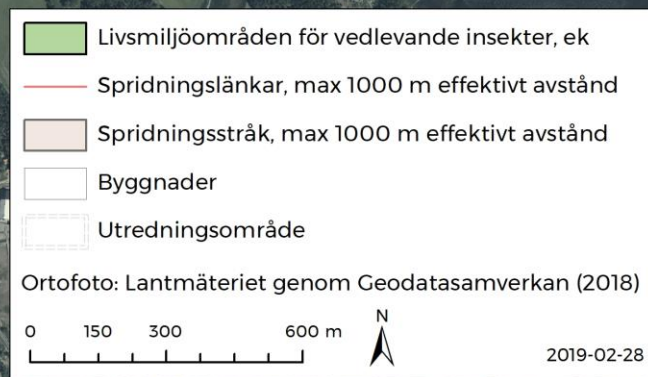 Livsmiljöområden för vedlevande insekter, ek
Spridningslänkar, max 1000 m effektivt avstånd
Spridningsstråk, max 1000 m effektivt avstånd
Byggnader
Utredningsområde
Ortofoto: Lantmäteriet genom Geodatasamverkan (2018)
0 150 300 600 m
N
2019-02-28